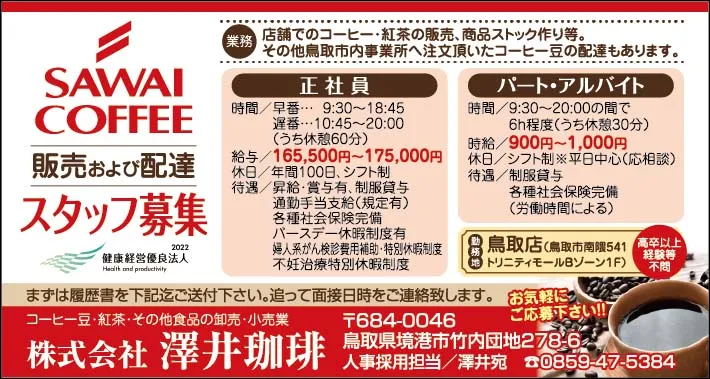 SAWAI
COFFEE
販売および配達
スタッフ募集
2022
健康経営優良法人
Health and productivity
業務
店舗でのコーヒー・紅茶の販売、商品ストック作り等。
その他鳥取市内事業所へ注文頂いたコーヒー豆の配達もあります。
正社員
時間／早番… 9:30～18:45
遅番…10:45～20:00
(うち休憩60分)
給与／165,500円～175,000円
休日／年間100日、シフト制
待遇／昇給・賞与有、制服貸与
通勤手当支給(規定有)
各種社会保険完備
バースデー休暇制度有
婦人系がん検診費用補助・特別休暇制度
不妊治療特別休暇制度
パート・アルバイト
時間／9:30～20:00の間で
6h程度(うち休憩30分)
時給／900円～1,000円
休日／シフト制※平日中心(応相談)
待遇／制服貸与
各種社会保険完備
(労働時間による)
勤務地
鳥取店(鳥取市南隈541
トリニティモールBゾーン1F)
高卒以上
経験等
不問
まずは履歴書を下記迄ご送付下さい。追って面接日時をご連絡致します。
お気軽に
ご応募下さい!!
コーヒー豆・紅茶・その他食品の卸売・小売業
株式会社 澤井珈琲
〒684-0046
鳥取県境港市竹内団地278-6
人事採用担当／澤井宛 ☎0859-47-5384